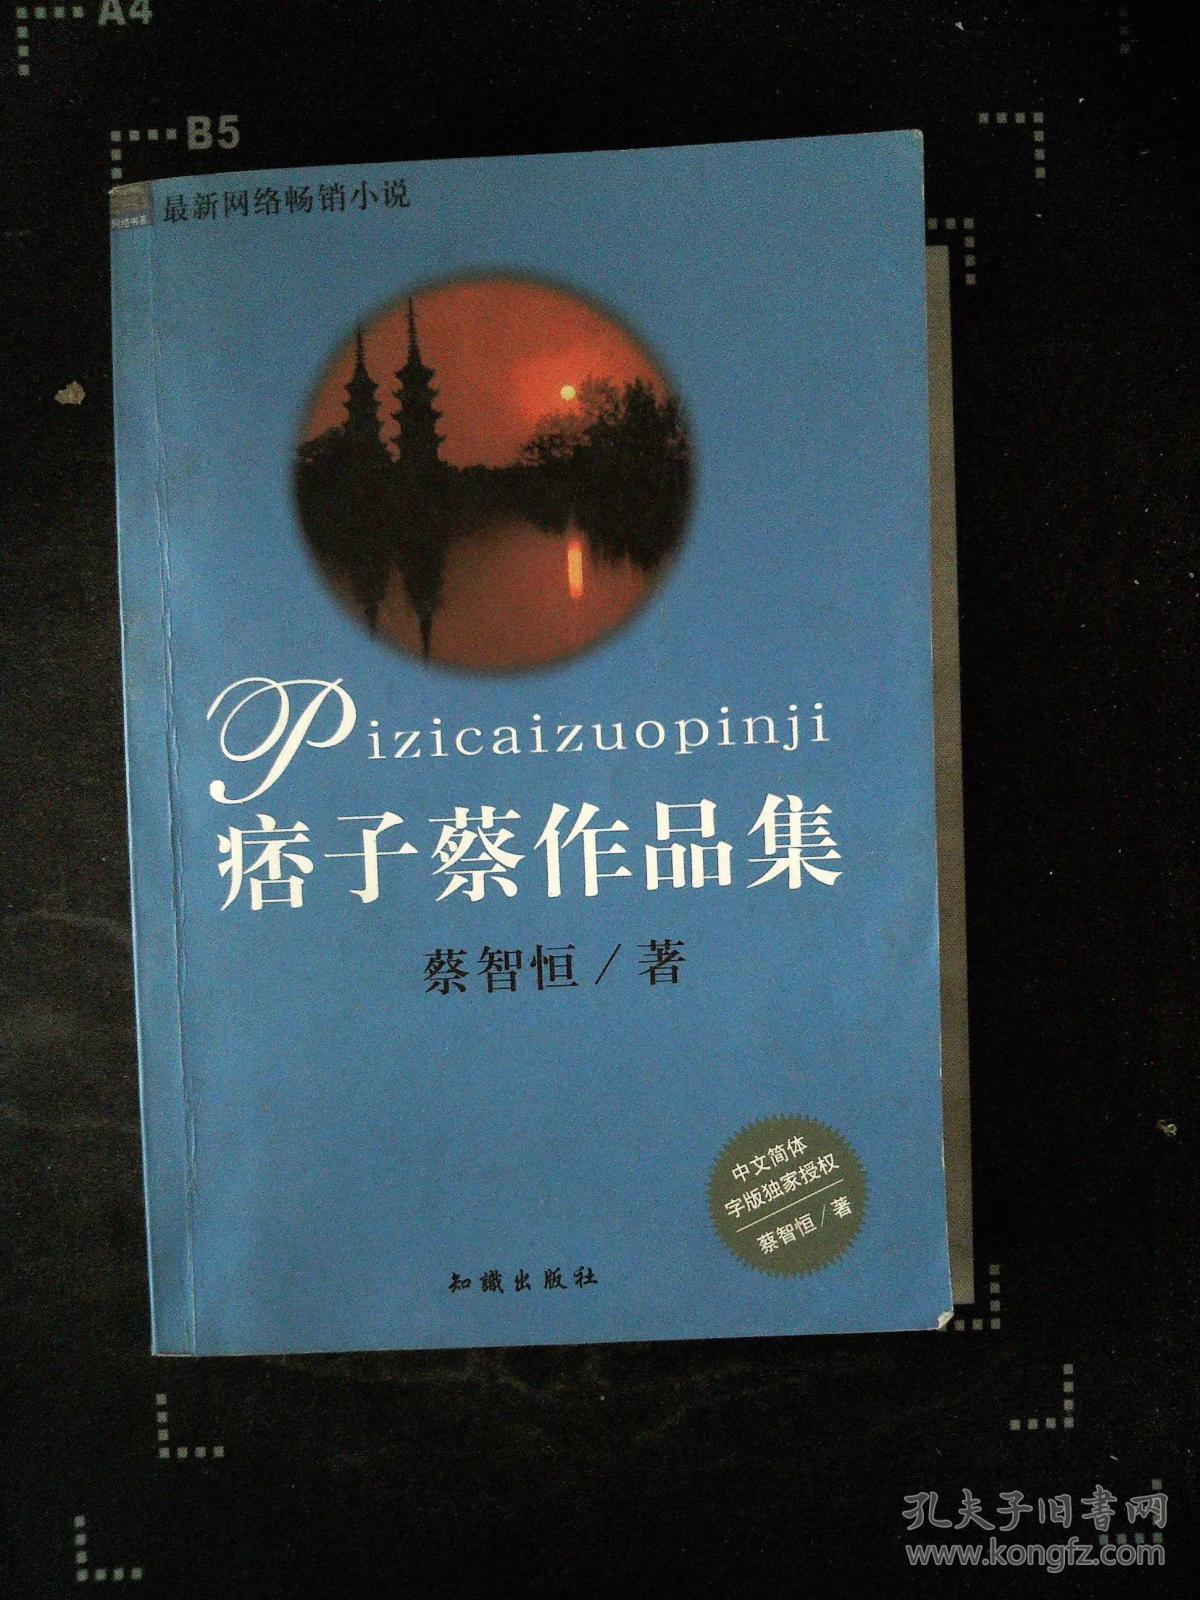 A4
B5
最新网络畅销小说
Pizicaizuopinji
痞子蔡作品集
蔡智恒/著
中文简体
字版独家授权
蔡智恒/著
知識出版社
孔夫子旧書网
www.kongfz.com